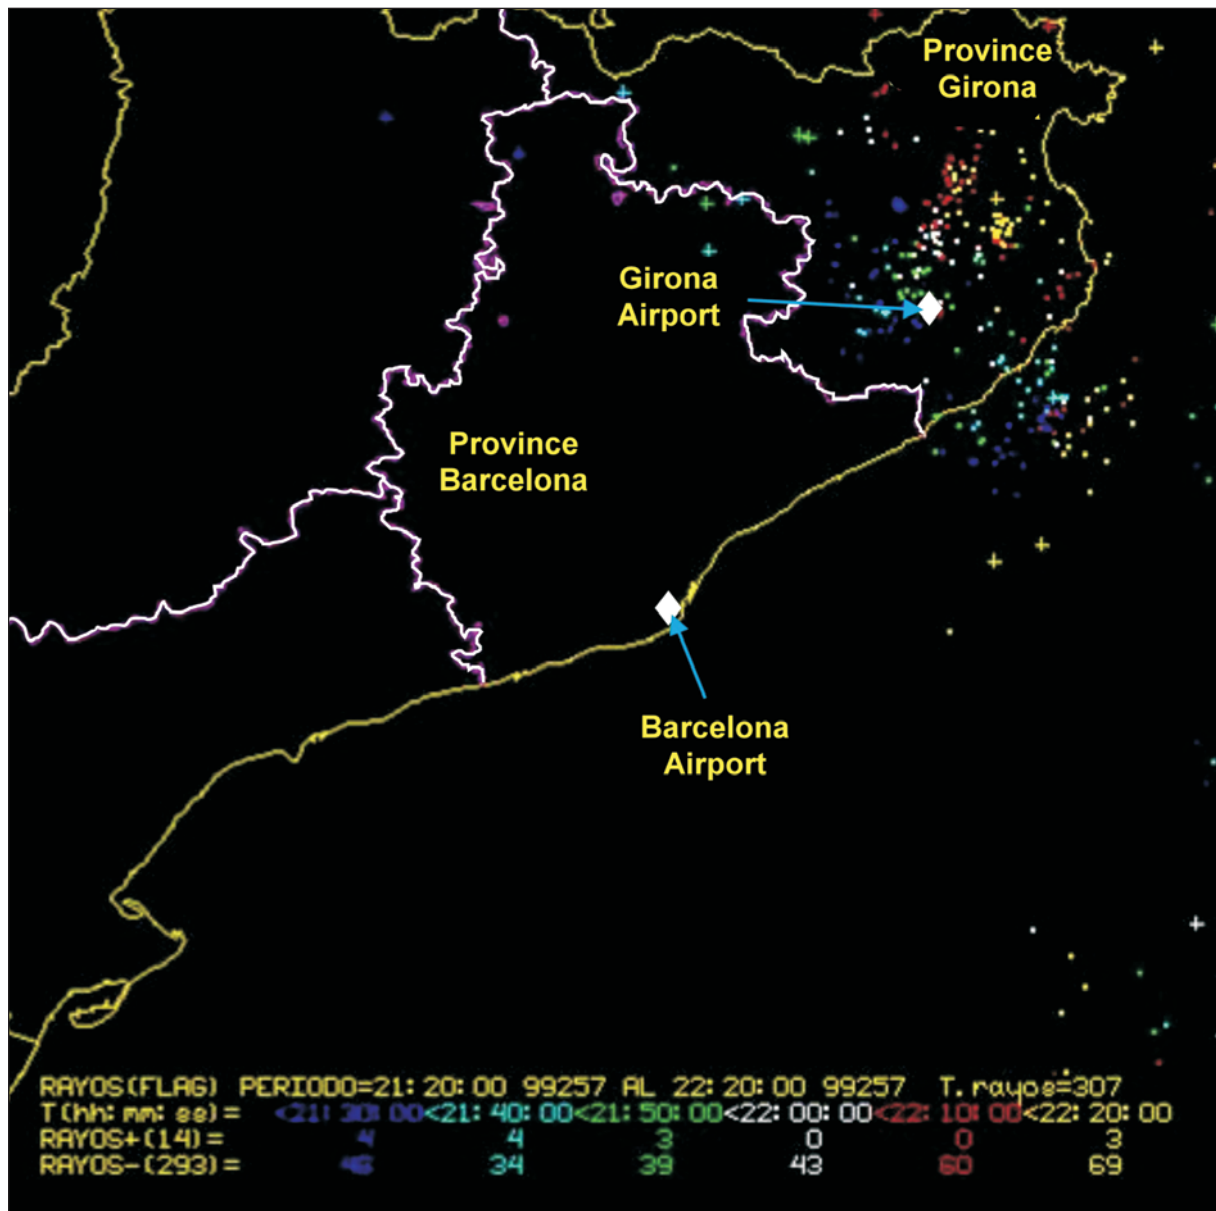 Province
Girona
Girona
Airport
Province
Barcelona
Barcelona
Airport
RAYOS(FLAG) PERIODO=21:20:00 99257 AL 22:20:00 99257 T.rayos=307
T(hh:mm:ss)= <21:30:00 <21:40:00 <21:50:00 <22:00:00 <22:10:00 <22:20:00
RAYOS+(14)= 4 4 3 0 0 3
RAYOS-(293)= 48 34 39 43 60 69